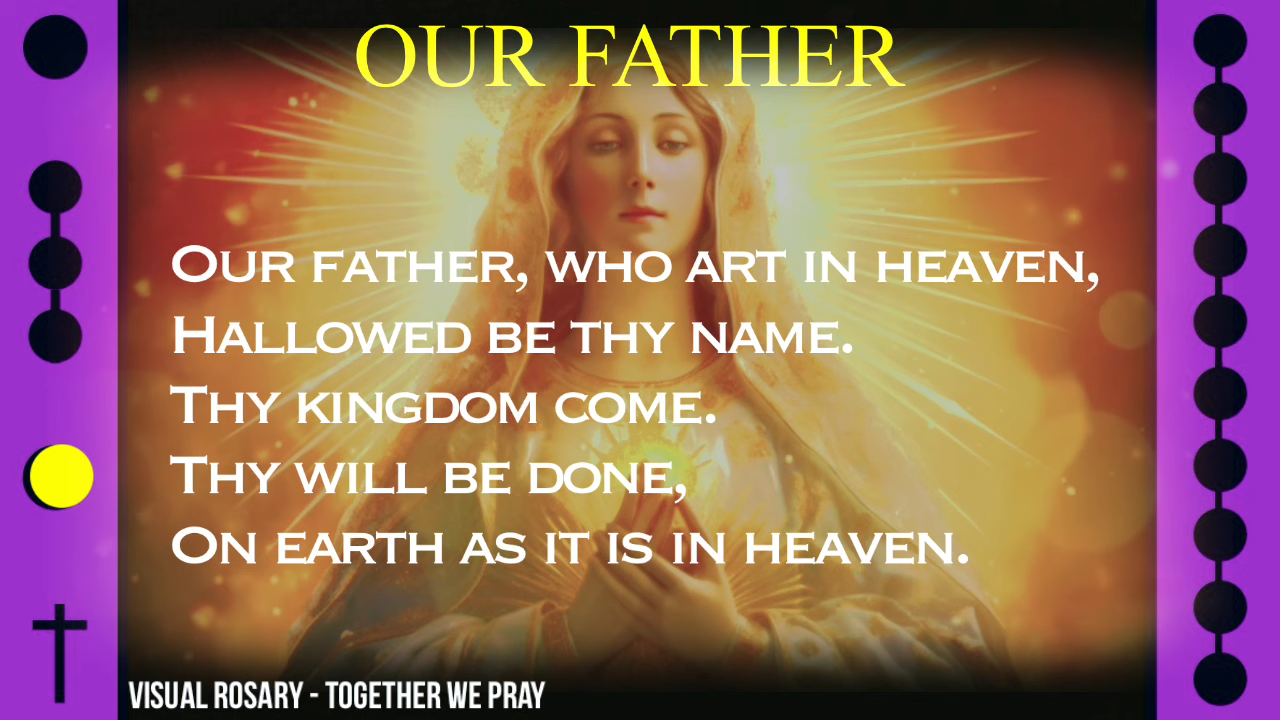 OUR FATHER
Our father, who art in heaven,
Hallowed be thy name.
Thy kingdom come.
Thy will be done,
On earth as it is in heaven.
VISUAL ROSARY - TOGETHER WE PRAY